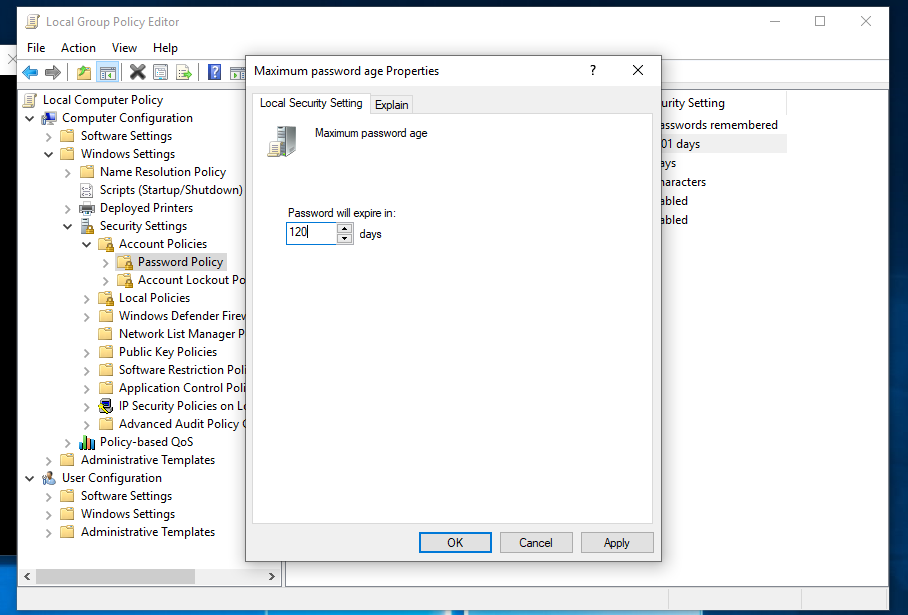 Local Group Policy Editor
File Action View Help
Local Computer Policy
Computer Configuration
Software Settings
Windows Settings
Name Resolution Policy
Scripts (Startup/Shutdown)
Deployed Printers
Security Settings
Account Policies
Password Policy
Account Lockout Po
Local Policies
Windows Defender Firew
Network List Manager P
Public Key Policies
Software Restriction Poli
Application Control Poli
IP Security Policies on Lo
Advanced Audit Policy C
Policy-based QoS
Administrative Templates
User Configuration
Software Settings
Windows Settings
Administrative Templates
Maximum password age Properties
?
Local Security Setting Explain
Maximum password age
Password will expire in:
120 days
OK Cancel Apply
urity Setting
asswords remembered
01 days
ays
haracters
abled
abled